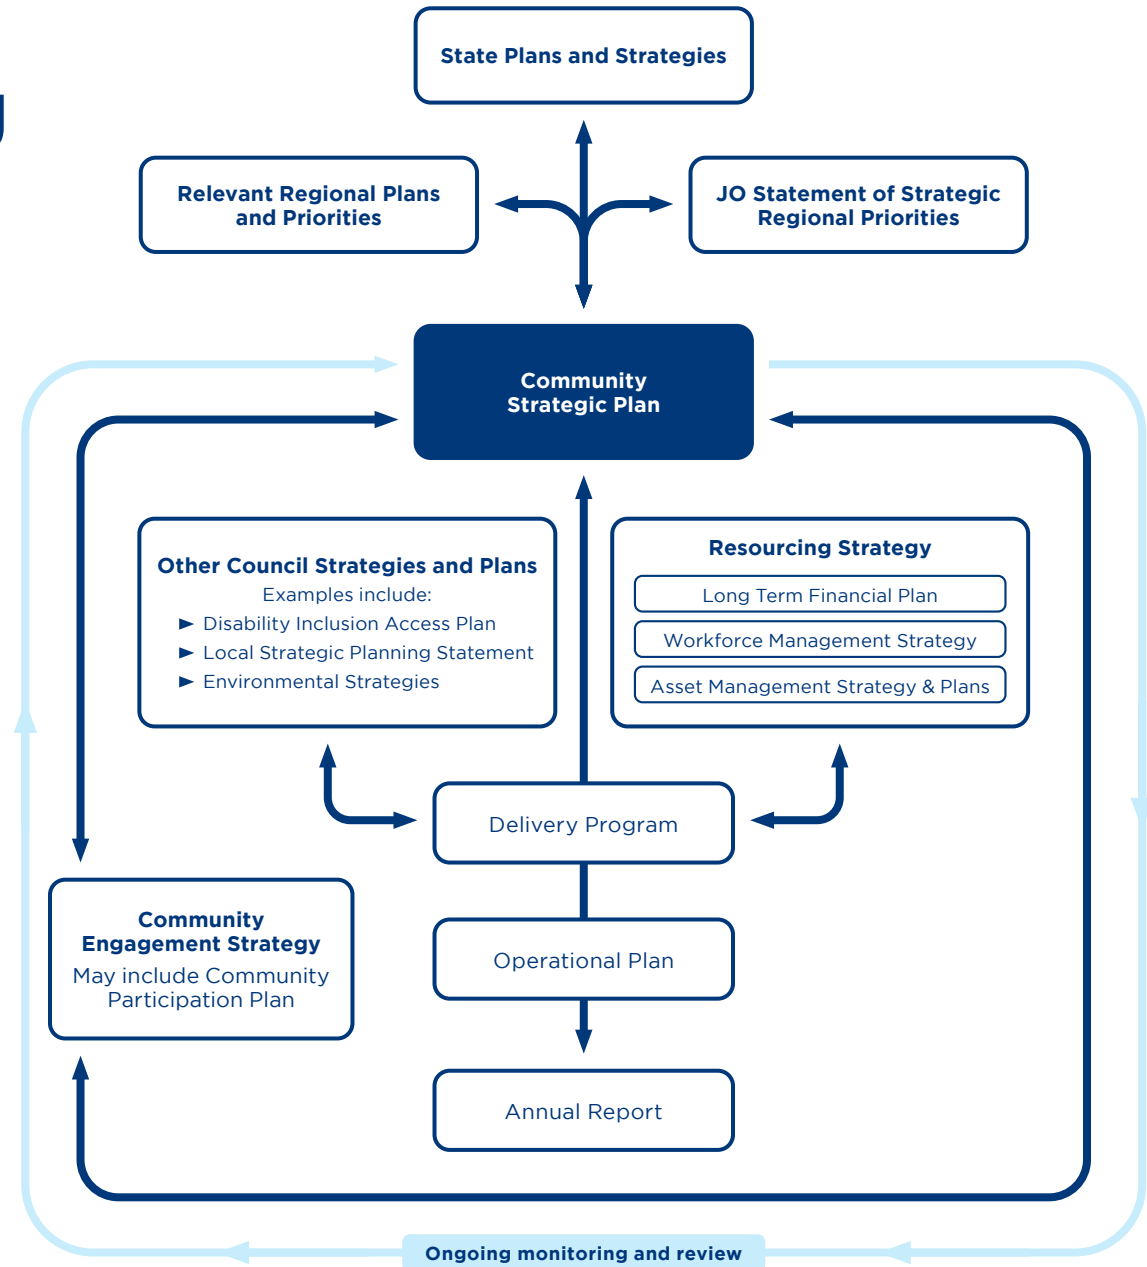 State Plans and Strategies
Relevant Regional Plans
and Priorities
JO Statement of Strategic
Regional Priorities
Community
Strategic Plan
Other Council Strategies and Plans
Examples include:
► Disability Inclusion Access Plan
► Local Strategic Planning Statement
► Environmental Strategies
Resourcing Strategy
Long Term Financial Plan
Workforce Management Strategy
Asset Management Strategy & Plans
Delivery Program
Community
Engagement Strategy
May include Community
Participation Plan
Operational Plan
Annual Report
Ongoing monitoring and review